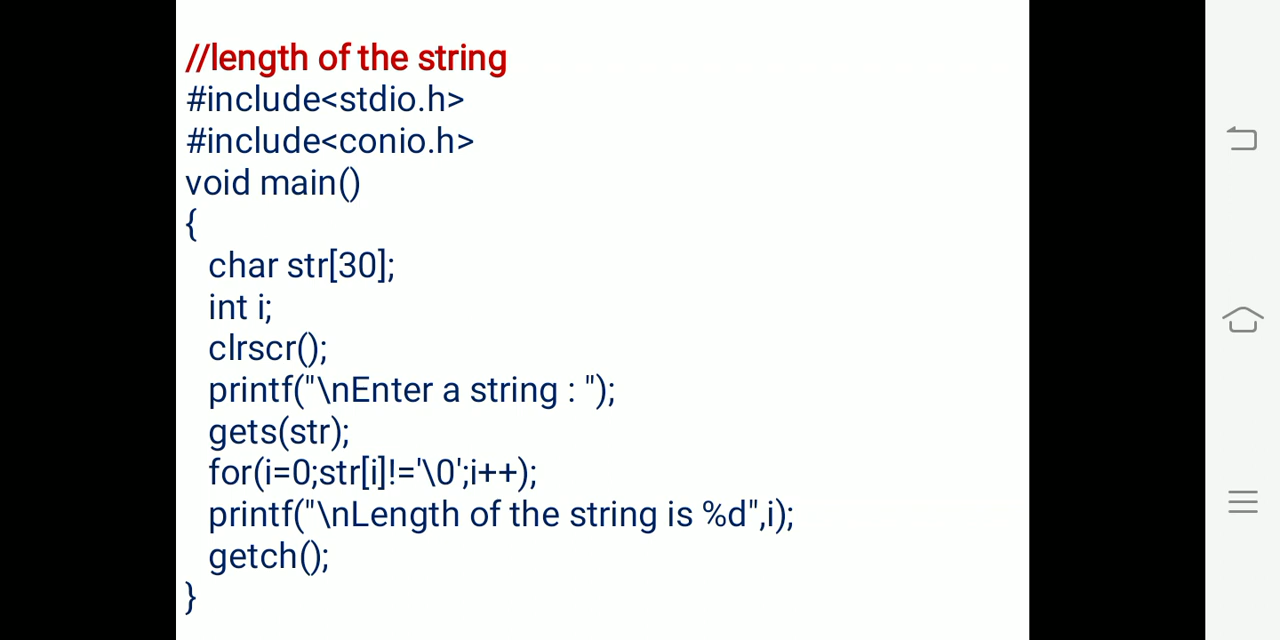 //length of the string
#include<stdio.h>
#include<conio.h>
void main()
{
char str[30];
int i;
clrscr();
printf("\nEnter a string : ");
gets(str);
for(i=0;str[i]!='\0';i++);
printf("\nLength of the string is %d",i);
getch();
}